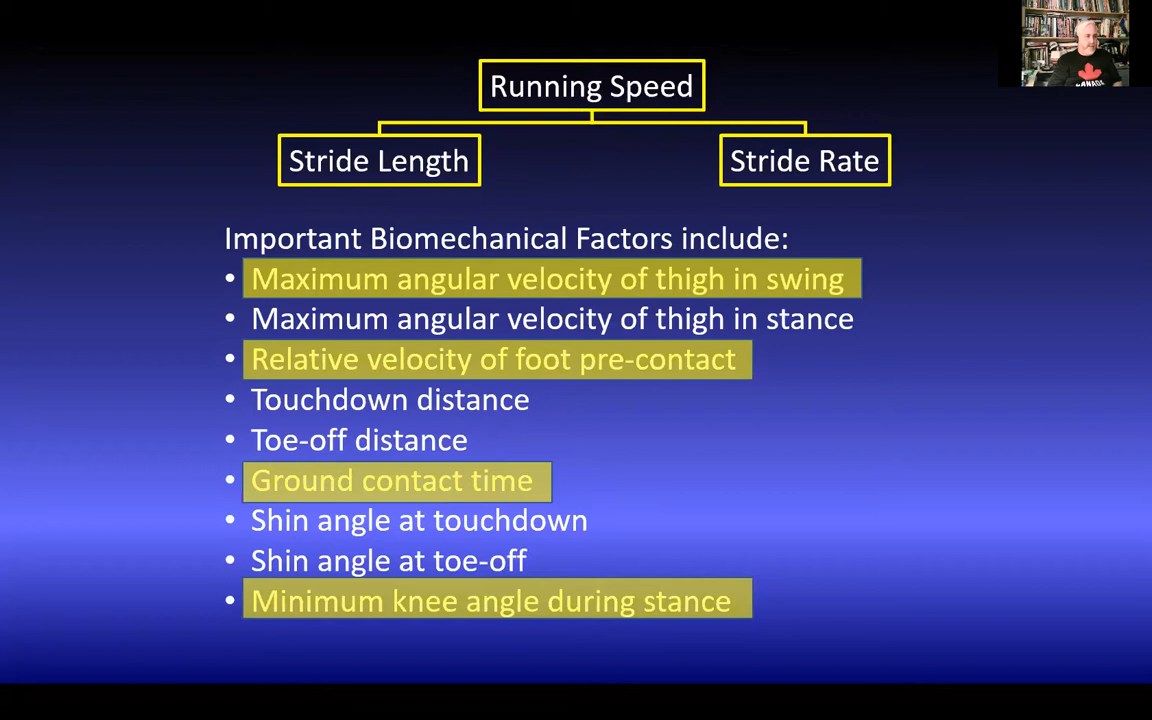 Running Speed
Stride Length
Stride Rate
Important Biomechanical Factors include:
• Maximum angular velocity of thigh in swing
• Maximum angular velocity of thigh in stance
• Relative velocity of foot pre-contact
• Touchdown distance
• Toe-off distance
• Ground contact time
• Shin angle at touchdown
• Shin angle at toe-off
• Minimum knee angle during stance